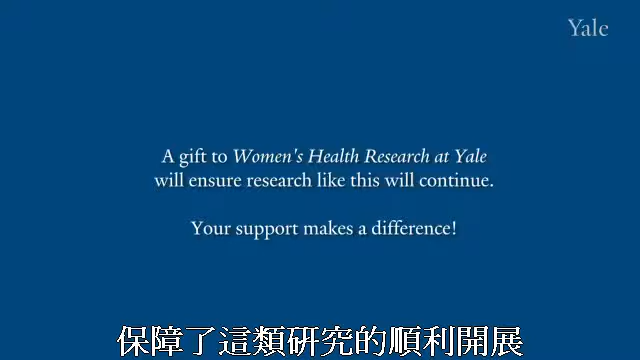 Yale
A gift to Women's Health Research at Yale
will ensure research like this will continue.
Your support makes a difference!
保障了這類研究的順利開展